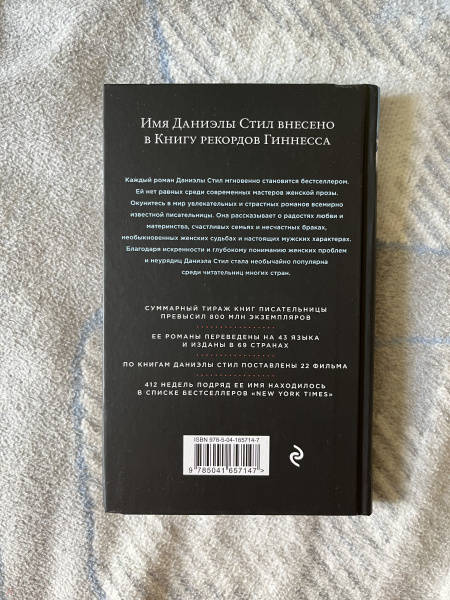 Имя Даниэлы Стил внесено
в Книгу рекордов Гиннесса
Каждый роман Даниэлы Стил мгновенно становится бестселлером.
Ей нет равных среди современных мастеров женской прозы.
Окунитесь в мир увлекательных и страстных романов всемирно
известной писательницы. Она рассказывает о радостях любви и
материнства, счастливых семьях и несчастных браках,
необыкновенных женских судьбах и настоящих мужских характерах.
Благодаря искренности и глубокому пониманию женских проблем
и неурядиц Даниэла Стил стала необычайно популярна
среди читательниц многих стран.
СУММАРНЫЙ ТИРАЖ КНИГ ПИСАТЕЛЬНИЦЫ
ПРЕВЫСИЛ 800 МЛН ЭКЗЕМПЛЯРОВ
ЕЕ РОМАНЫ ПЕРЕВЕДЕНЫ НА 43 ЯЗЫКА
И ИЗДАНЫ В 69 СТРАНАХ
ПО КНИГАМ ДАНИЭЛЫ СТИЛ ПОСТАВЛЕНЫ 22 ФИЛЬМА
412 НЕДЕЛЬ ПОДРЯД ЕЕ ИМЯ НАХОДИЛОСЬ
В СПИСКЕ БЕСТСЕЛЛЕРОВ «NEW YORK TIMES»
ISBN 978-5-04-165714-7
9 785041 657147 >